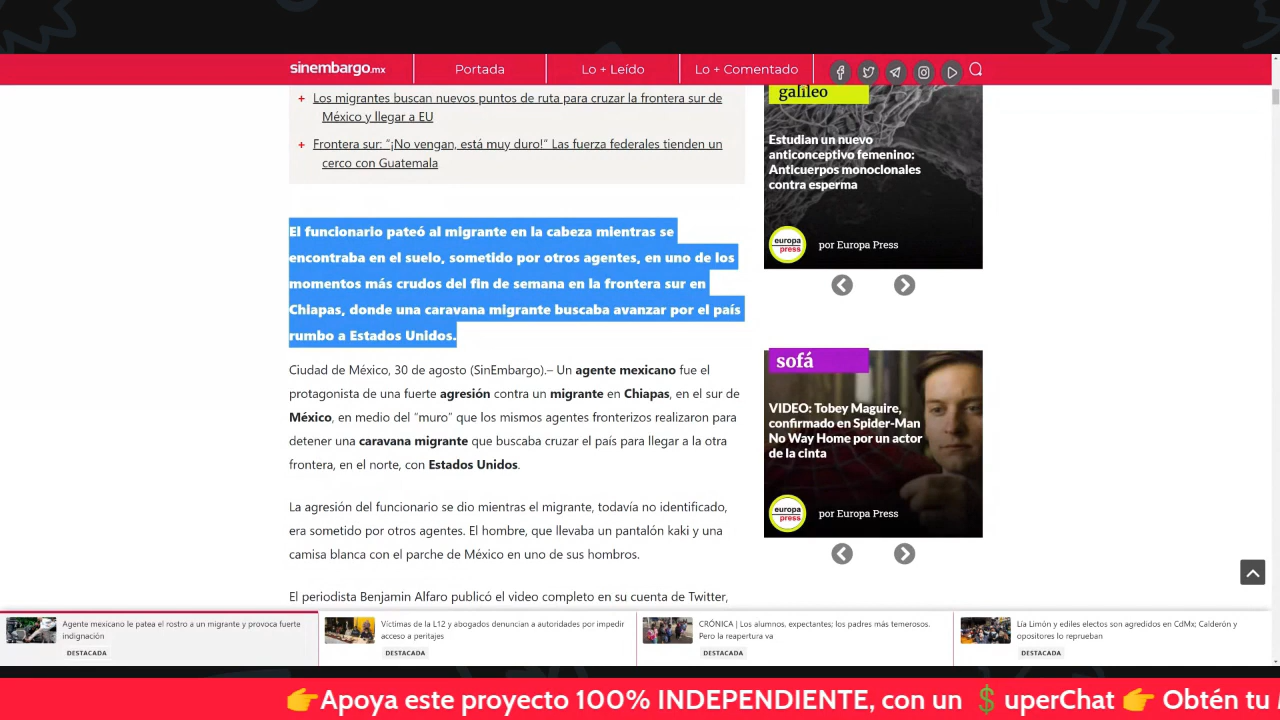 sinembargo.mx
Portada
Lo + Leído
Lo + Comentado
+ Los migrantes buscan nuevos puntos de ruta para cruzar la frontera sur de
México y llegar a EU
+ Frontera sur: “¡No vengan, está muy duro!” Las fuerza federales tienden un
cerco con Guatemala
El funcionario pateó al migrante en la cabeza mientras se
encontraba en el suelo, sometido por otros agentes, en uno de los
momentos más crudos del fin de semana en la frontera sur en
Chiapas, donde una caravana migrante buscaba avanzar por el país
rumbo a Estados Unidos.
Ciudad de México, 30 de agosto (SinEmbargo).– Un agente mexicano fue el
protagonista de una fuerte agresión contra un migrante en Chiapas, en el sur de
México, en medio del “muro” que los mismos agentes fronterizos realizaron para
detener una caravana migrante que buscaba cruzar el país para llegar a la otra
frontera, en el norte, con Estados Unidos.
La agresión del funcionario se dio mientras el migrante, todavía no identificado,
era sometido por otros agentes. El hombre, que llevaba un pantalón kaki y una
camisa blanca con el parche de México en uno de sus hombros.
El periodista Benjamin Alfaro publicó el video completo en su cuenta de Twitter,
galileo
Estudian un nuevo
anticonceptivo femenino:
Anticuerpos monoclonales
contra esperma
europa
press
por Europa Press
sofá
VIDEO: Tobey Maguire,
confirmado en Spider-Man
No Way Home por un actor
de la cinta
europa
press
por Europa Press
Agente mexicano le patea el rostro a un migrante y provoca fuerte
indignación
DESTACADA
Víctimas de la L12 y abogados denuncian a autoridades por impedir
acceso a peritajes
DESTACADA
CRÓNICA | Los alumnos, expectantes; los padres más temerosos.
Pero la reapertura va
DESTACADA
Lía Limón y ediles electos son agredidos en CdMx; Calderón y
opositores lo reprueban
DESTACADA
👉Apoya este proyecto 100% INDEPENDIENTE, con un 💲uperChat 👉 Obtén tu